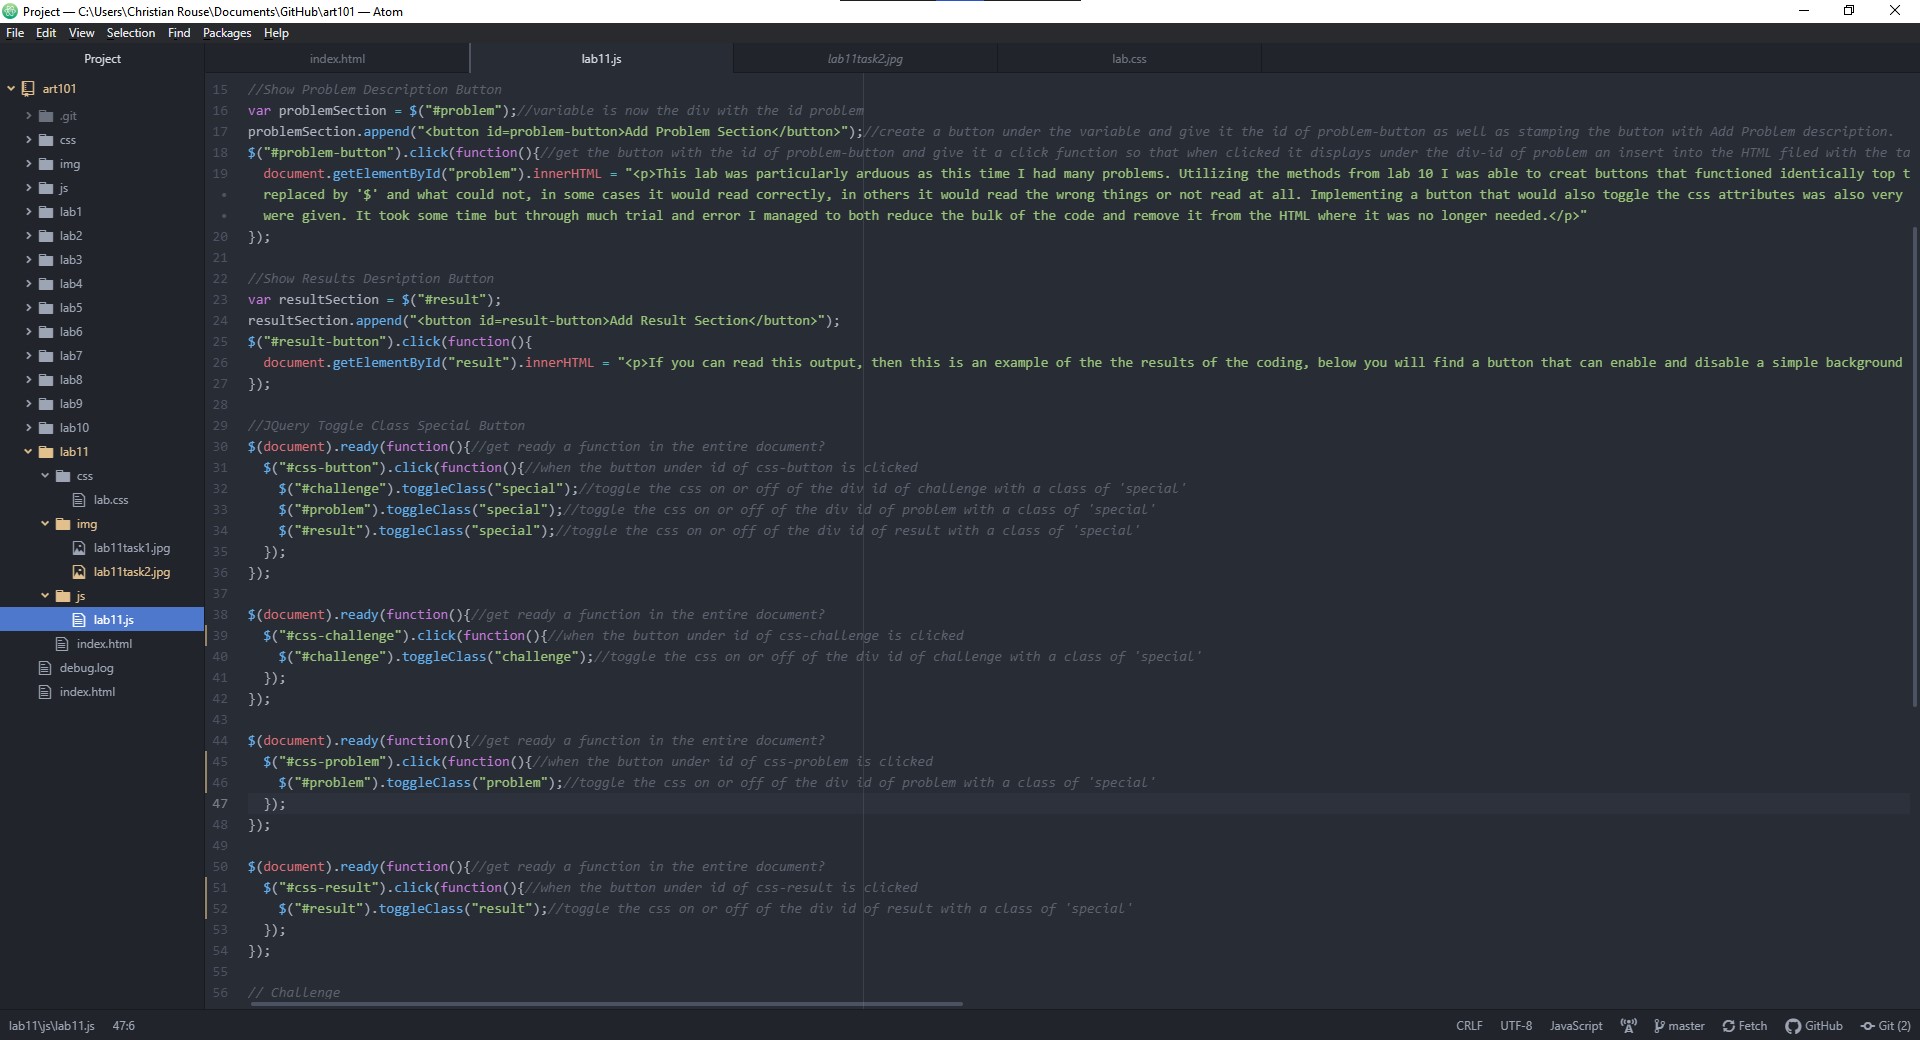 Project — C:\Users\Christian Rouse\Documents\GitHub\art101 — Atom
File Edit View Selection Find Packages Help
Project
index.html
lab11.js
lab11task2.jpg
lab.css
art101
.git
css
img
js
lab1
lab2
lab3
lab4
lab5
lab6
lab7
lab8
lab9
lab10
lab11
css
lab.css
img
lab11task1.jpg
lab11task2.jpg
js
lab11.js
index.html
debug.log
index.html
15 //Show Problem Description Button
16 var problemSection = $("#problem");//variable is now the div with the id problem
17 problemSection.append("<button id=problem-button>Add Problem Section</button>");//create a button under the variable and give it the id of problem-button as well as stamping the button with Add Problem description.
18 $("#problem-button").click(function(){//get the button with the id of problem-button and give it a click function so that when clicked it displays under the div-id of problem an insert into the HTML filed with the ta
19 document.getElementById("problem").innerHTML = "<p>This lab was particularly arduous as this time I had many problems. Utilizing the methods from lab 10 I was able to creat buttons that functioned identically top t
• replaced by '$' and what could not, in some cases it would read correctly, in others it would read the wrong things or not read at all. Implementing a button that would also toggle the css attributes was also very
• were given. It took some time but through much trial and error I managed to both reduce the bulk of the code and remove it from the HTML where it was no longer needed.</p>"
20 });
21
22 //Show Results Desription Button
23 var resultSection = $("#result");
24 resultSection.append("<button id=result-button>Add Result Section</button>");
25 $("#result-button").click(function(){
26 document.getElementById("result").innerHTML = "<p>If you can read this output, then this is an example of the the results of the coding, below you will find a button that can enable and disable a simple background
27 });
28
29 //JQuery Toggle Class Special Button
30 $(document).ready(function(){//get ready a function in the entire document?
31 $("#css-button").click(function(){//when the button under id of css-button is clicked
32 $("#challenge").toggleClass("special");//toggle the css on or off of the div id of challenge with a class of 'special'
33 $("#problem").toggleClass("special");//toggle the css on or off of the div id of problem with a class of 'special'
34 $("#result").toggleClass("special");//toggle the css on or off of the div id of result with a class of 'special'
35 });
36 });
37
38 $(document).ready(function(){//get ready a function in the entire document?
39 $("#css-challenge").click(function(){//when the button under id of css-challenge is clicked
40 $("#challenge").toggleClass("challenge");//toggle the css on or off of the div id of challenge with a class of 'special'
41 });
42 });
43
44 $(document).ready(function(){//get ready a function in the entire document?
45 $("#css-problem").click(function(){//when the button under id of css-problem is clicked
46 $("#problem").toggleClass("problem");//toggle the css on or off of the div id of problem with a class of 'special'
47 });
48 });
49
50 $(document).ready(function(){//get ready a function in the entire document?
51 $("#css-result").click(function(){//when the button under id of css-result is clicked
52 $("#result").toggleClass("result");//toggle the css on or off of the div id of result with a class of 'special'
53 });
54 });
55
56 // Challenge
lab11\js\lab11.js 47:6
CRLF UTF-8 JavaScript master Fetch GitHub Git (2)